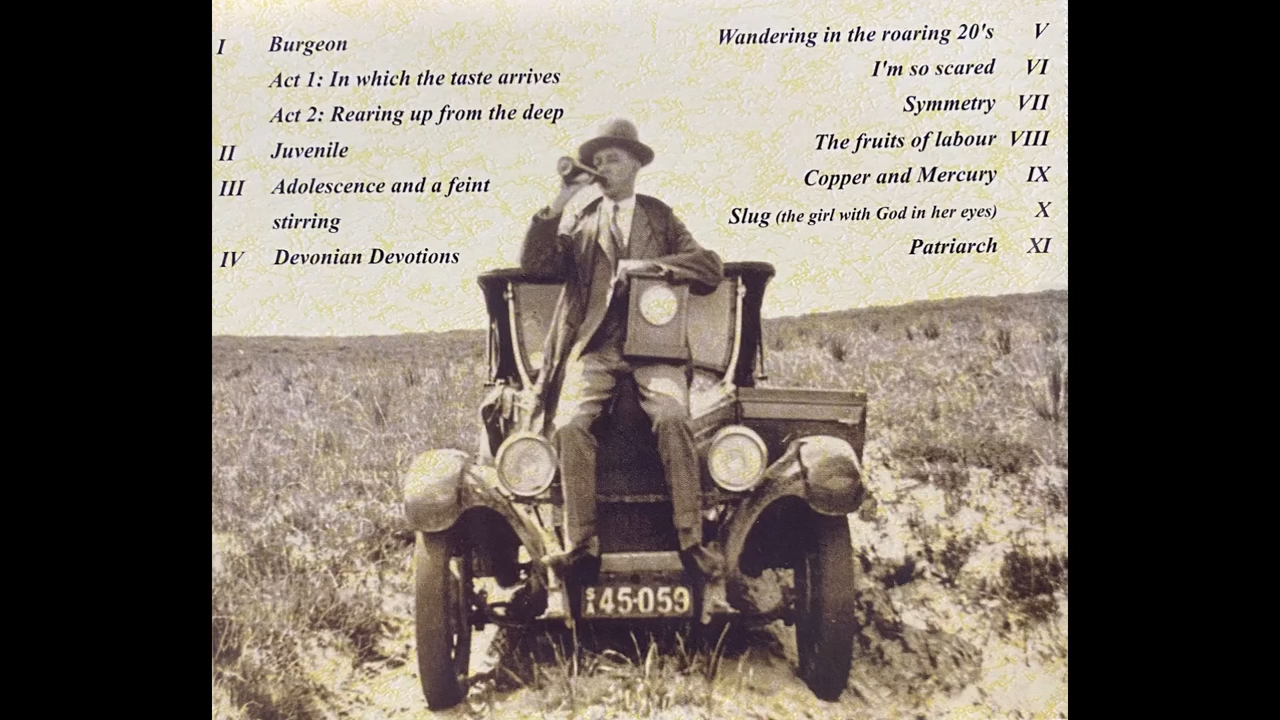 I Burgeon
Act 1: In which the taste arrives
Act 2: Rearing up from the deep
II Juvenile
III Adolescence and a feint
stirring
IV Devonian Devotions
Wandering in the roaring 20's V
I'm so scared VI
Symmetry VII
The fruits of labour VIII
Copper and Mercury IX
Slug (the girl with God in her eyes) X
Patriarch XI
SA 45-059